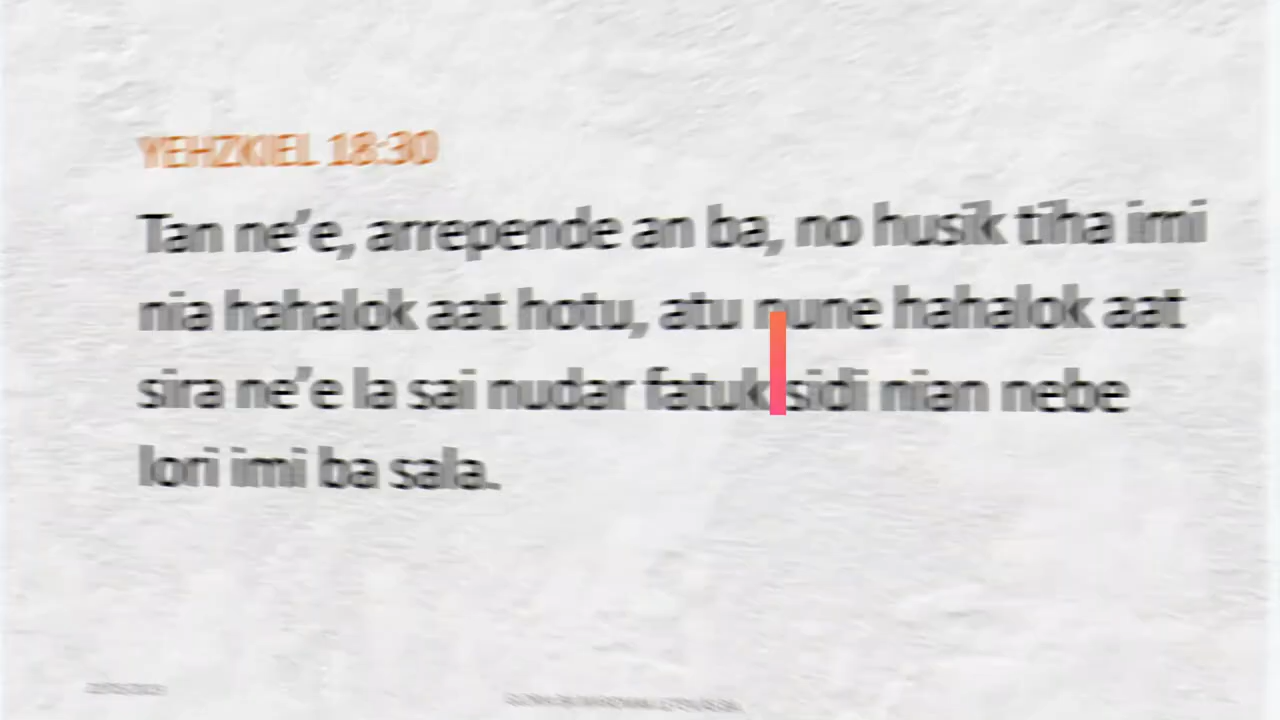 YEHZKIEL 18:30
Tan ne’e, arrepende an ba, no husik tiha imi
nia hahalok aat hotu, atu nune hahalok aat
sira ne’e la sai nudar fatuk sidi nian nebe
lori imi ba sala.